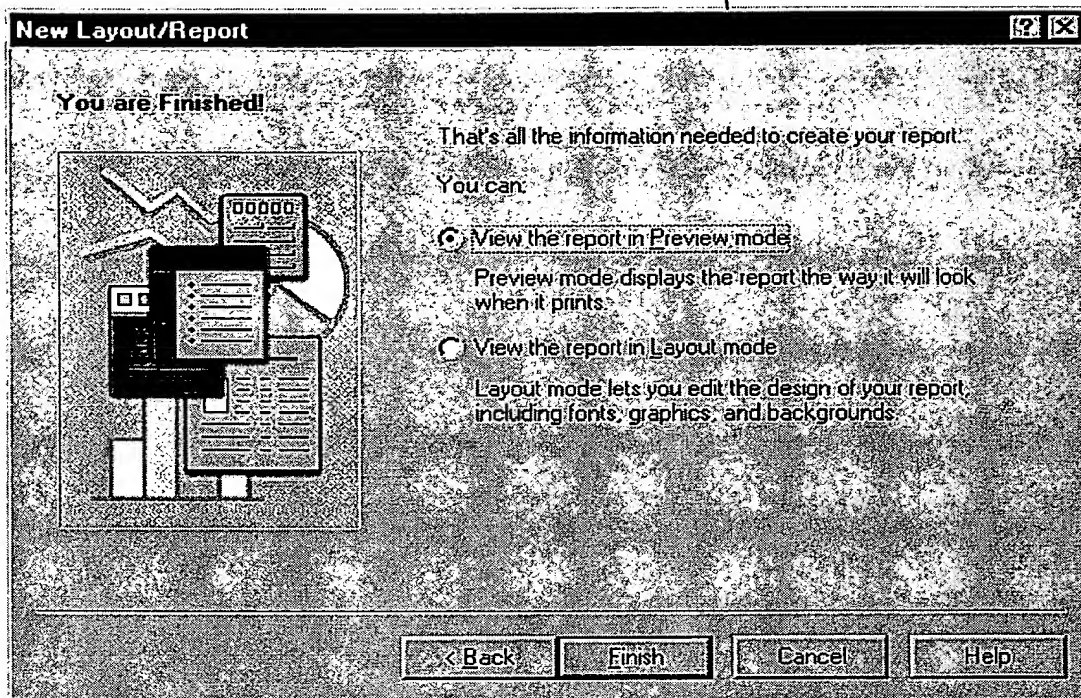 New Layout/Report
You are Finished!
That's all the information needed to create your report.
You can:
View the report in Preview mode
Preview mode displays the report the way it will look
when it prints.
View the report in Layout mode
Layout mode lets you edit the design of your report,
including fonts, graphics, and backgrounds.
< Back Finish Cancel Help